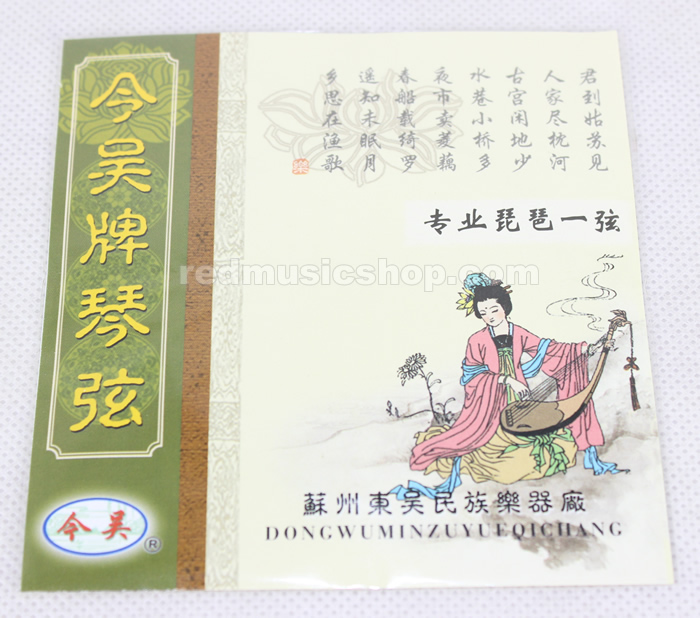 今吴牌琴弦
君到姑苏见
人家尽枕河
古宫闲地少
水巷小桥多
夜市卖菱藕
春船载绮罗
遥知未眠月
乡思在渔歌
专业琵琶一弦
redmusicshop.com
蘇州東吴民族樂器廠
DONGWUMINZUYUEQICHANG
今吴
®